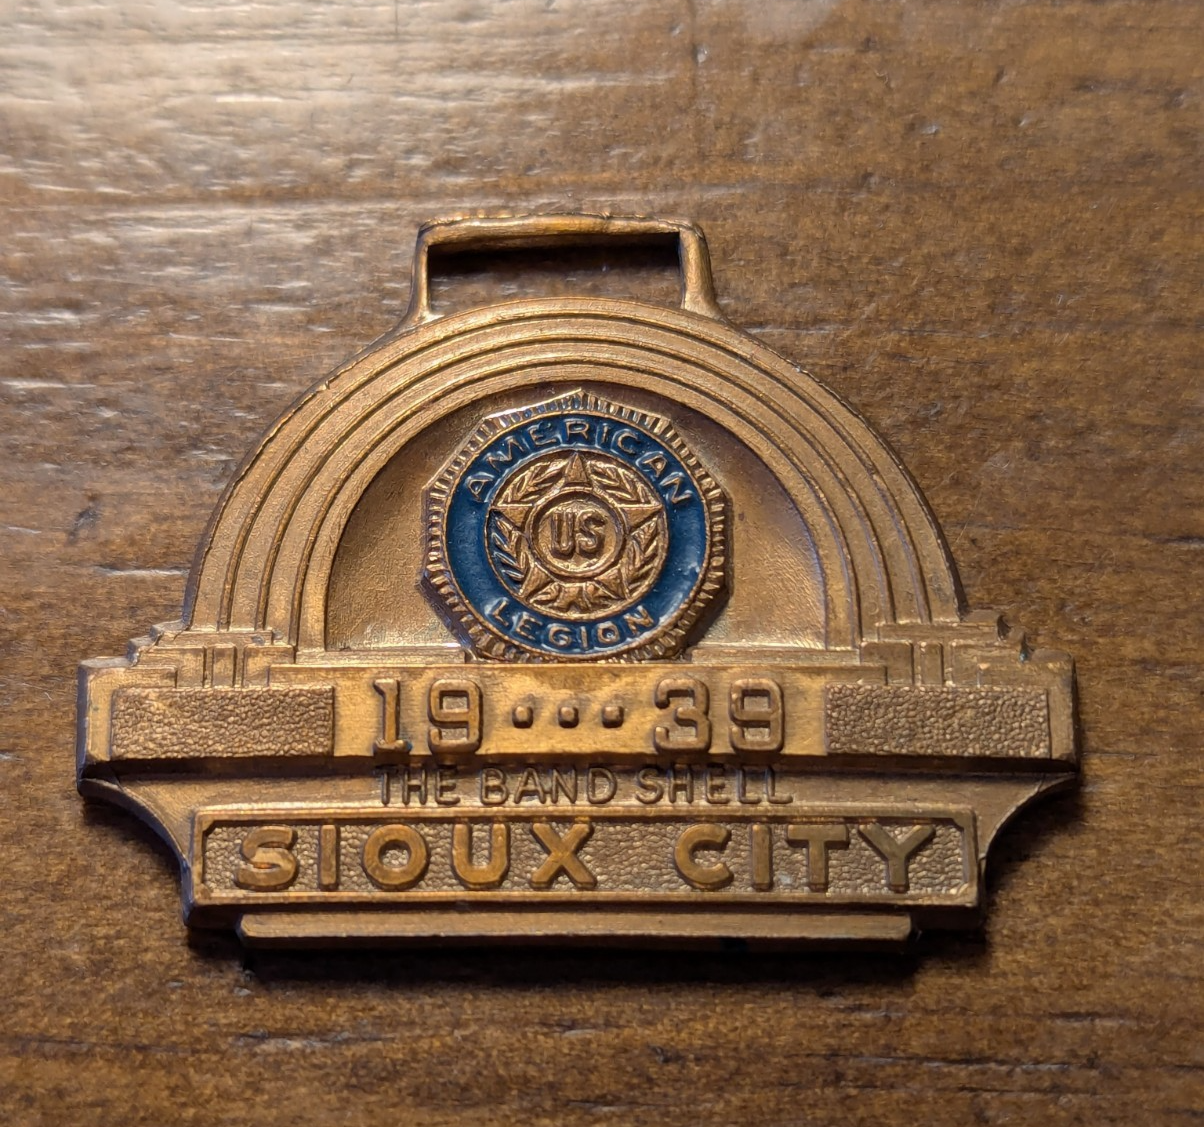 AMERICAN
US
LEGION
19...39
THE BAND SHELL
SIOUX CITY